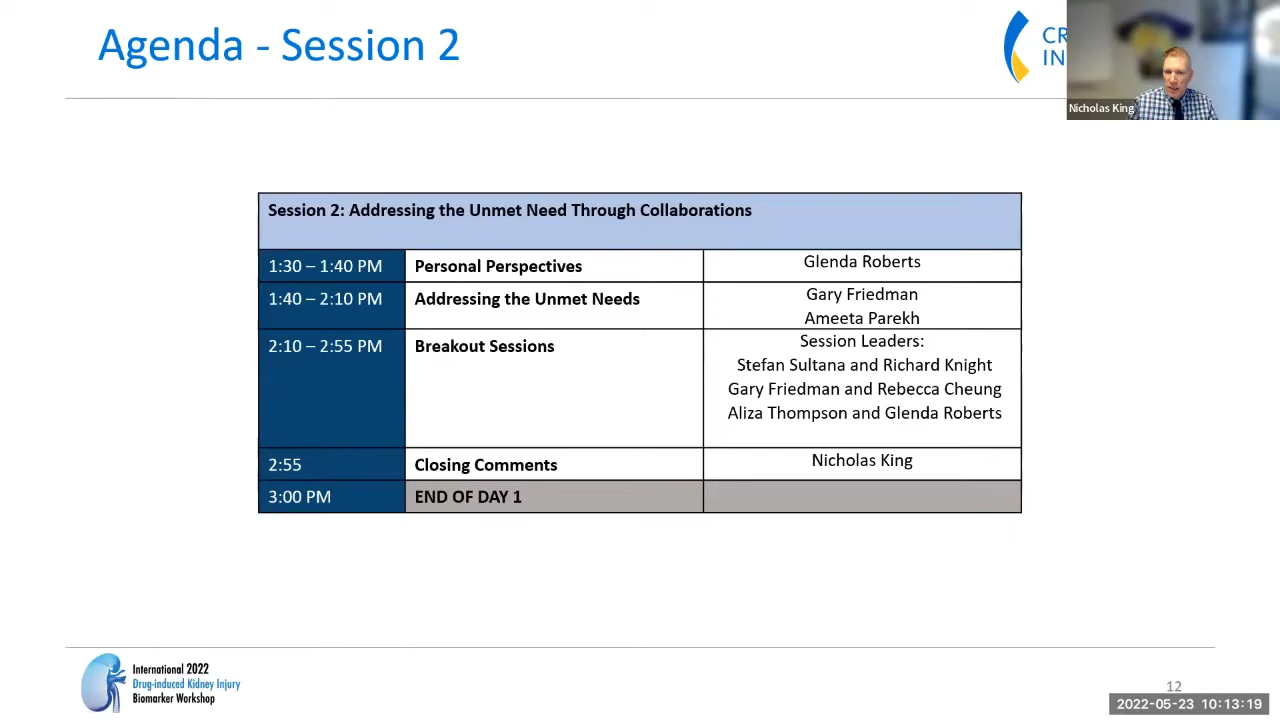 Agenda - Session 2
CR
IN
Nicholas King
Session 2: Addressing the Unmet Need Through Collaborations
1:30 – 1:40 PM Personal Perspectives Glenda Roberts
1:40 – 2:10 PM Addressing the Unmet Needs Gary Friedman
Ameeta Parekh
2:10 – 2:55 PM Breakout Sessions Session Leaders:
Stefan Sultana and Richard Knight
Gary Friedman and Rebecca Cheung
Aliza Thompson and Glenda Roberts
2:55 Closing Comments Nicholas King
3:00 PM END OF DAY 1
International 2022
Drug-induced Kidney Injury
Biomarker Workshop
12
2022-05-23 10:13:19